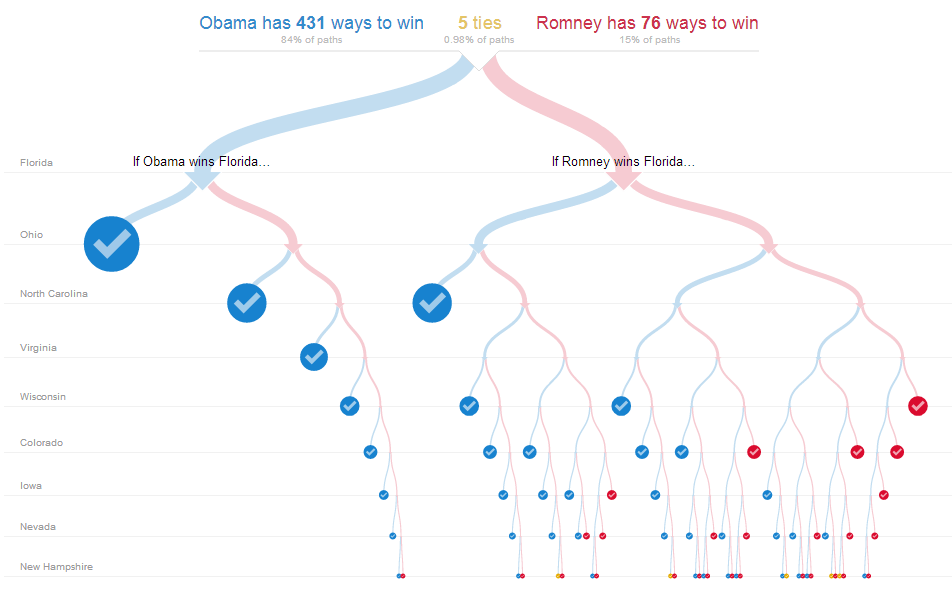 Obama has 431 ways to win
84% of paths
5 ties
0.98% of paths
Romney has 76 ways to win
15% of paths
Florida
If Obama wins Florida...
If Romney wins Florida...
Ohio
North Carolina
Virginia
Wisconsin
Colorado
Iowa
Nevada
New Hampshire